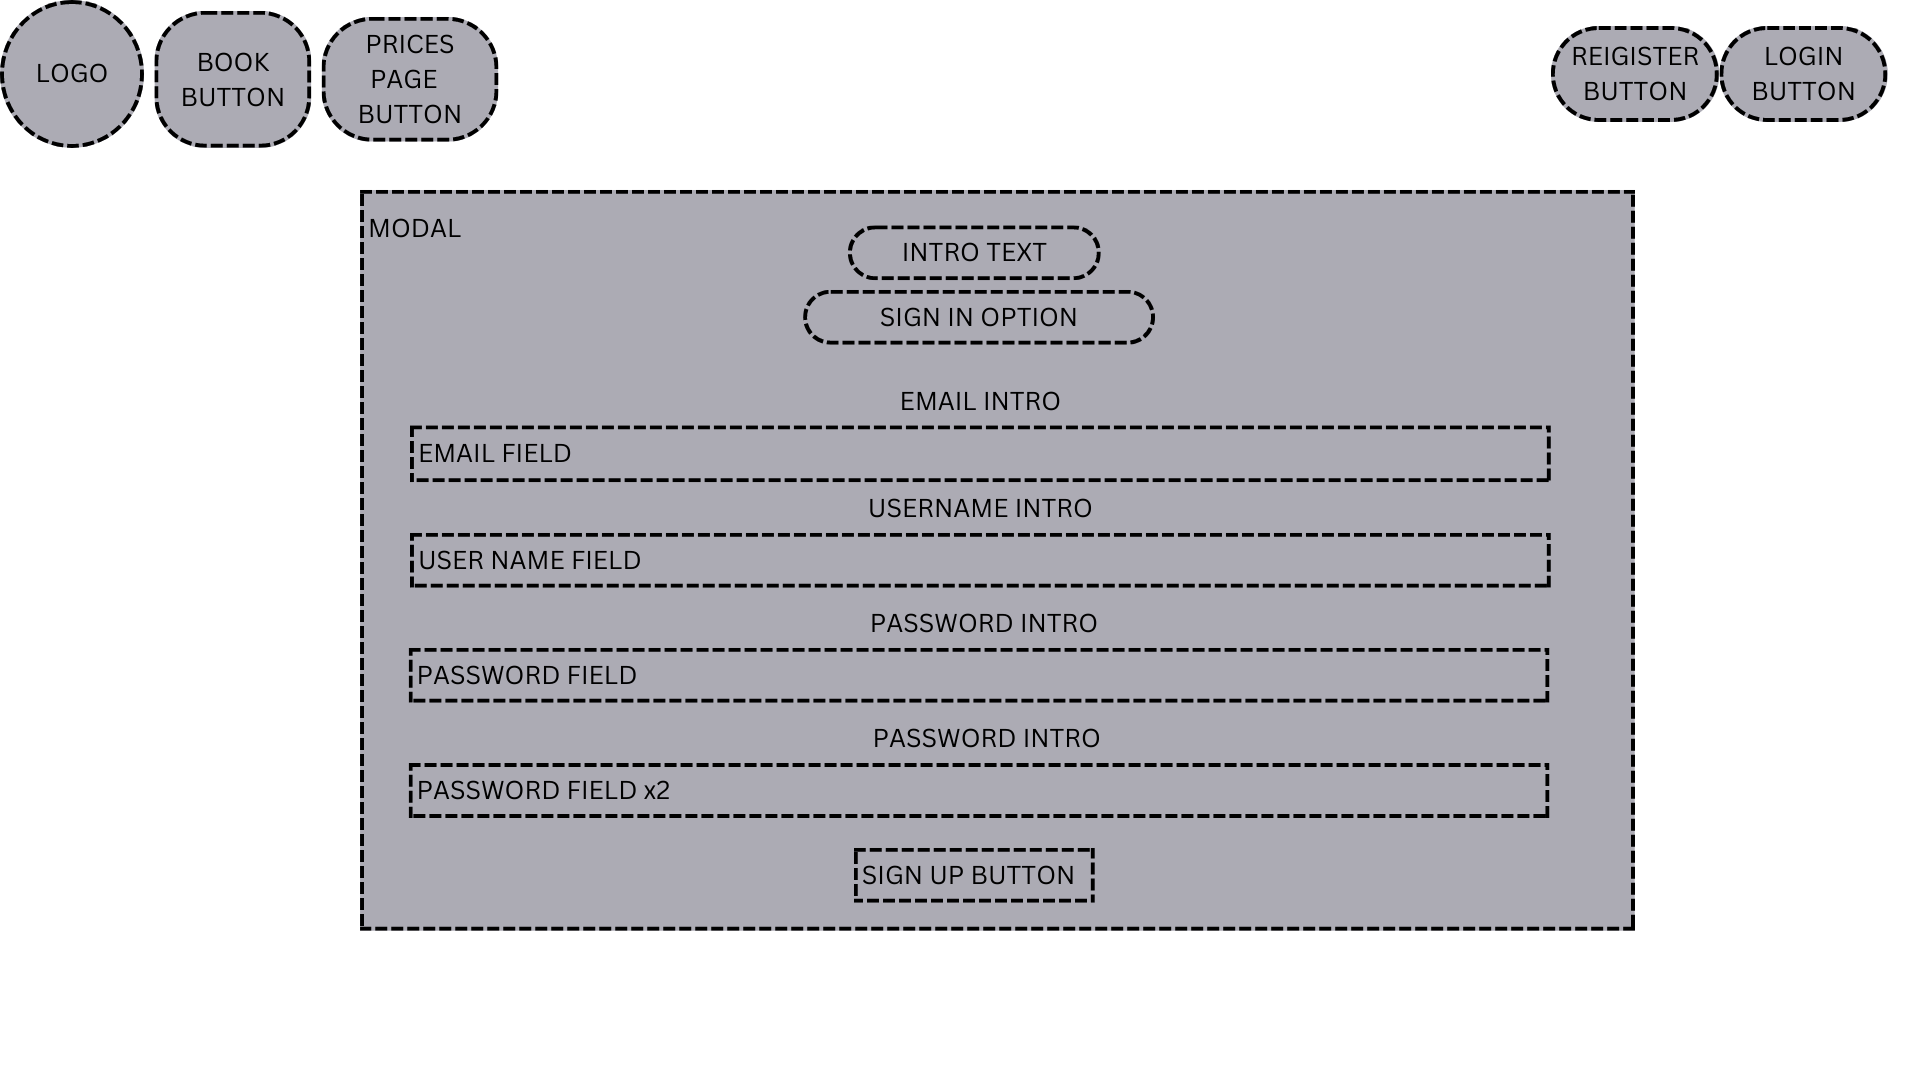 LOGO
BOOK
BUTTON
PRICES
PAGE
BUTTON
REIGISTER
BUTTON
LOGIN
BUTTON
MODAL
INTRO TEXT
SIGN IN OPTION
EMAIL INTRO
EMAIL FIELD
USERNAME INTRO
USER NAME FIELD
PASSWORD INTRO
PASSWORD FIELD
PASSWORD INTRO
PASSWORD FIELD x2
SIGN UP BUTTON